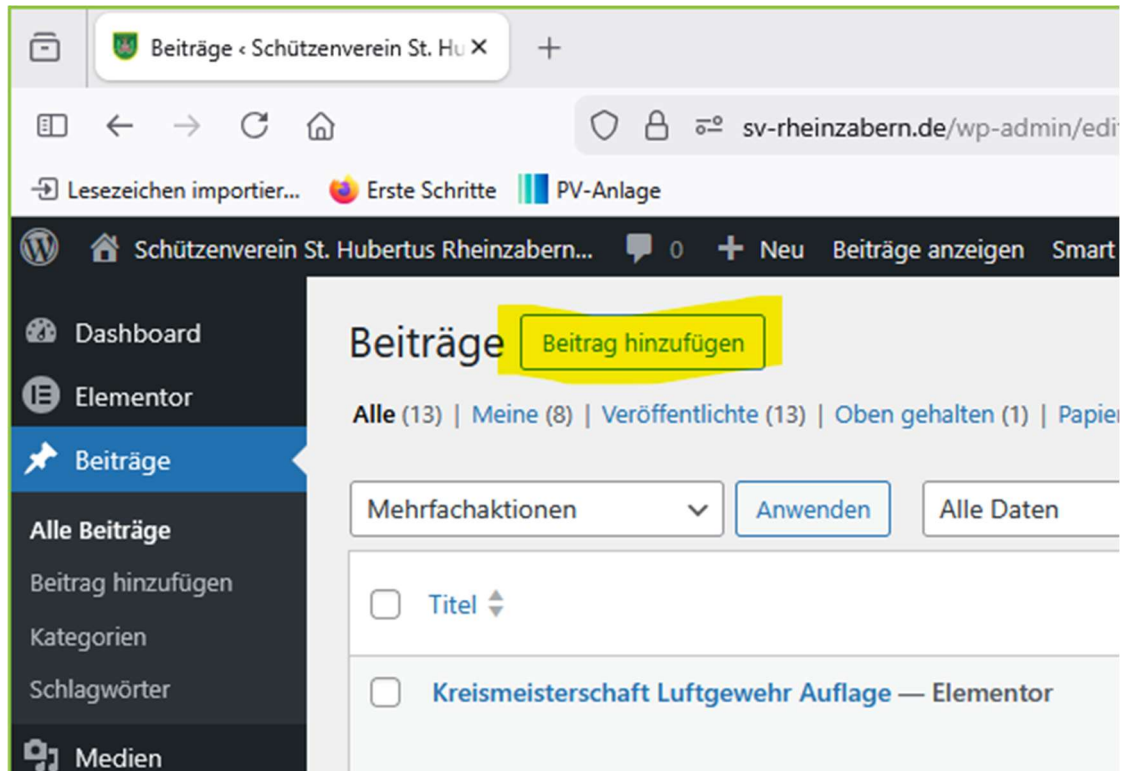 Beiträge ‹ Schützenverein St. Hu
sv-rheinzabern.de/wp-admin/edi
Lesezeichen importier... Erste Schritte PV-Anlage
Schützenverein St. Hubertus Rheinzabern... 0 Neu Beiträge anzeigen Smart
Dashboard
Elementor
Beiträge
Alle Beiträge
Beitrag hinzufügen
Kategorien
Schlagwörter
Medien
Beiträge Beitrag hinzufügen
Alle (13) | Meine (8) | Veröffentlichte (13) | Oben gehalten (1) | Papier
Mehrfachaktionen Anwenden Alle Daten
Titel
Kreismeisterschaft Luftgewehr Auflage — Elementor